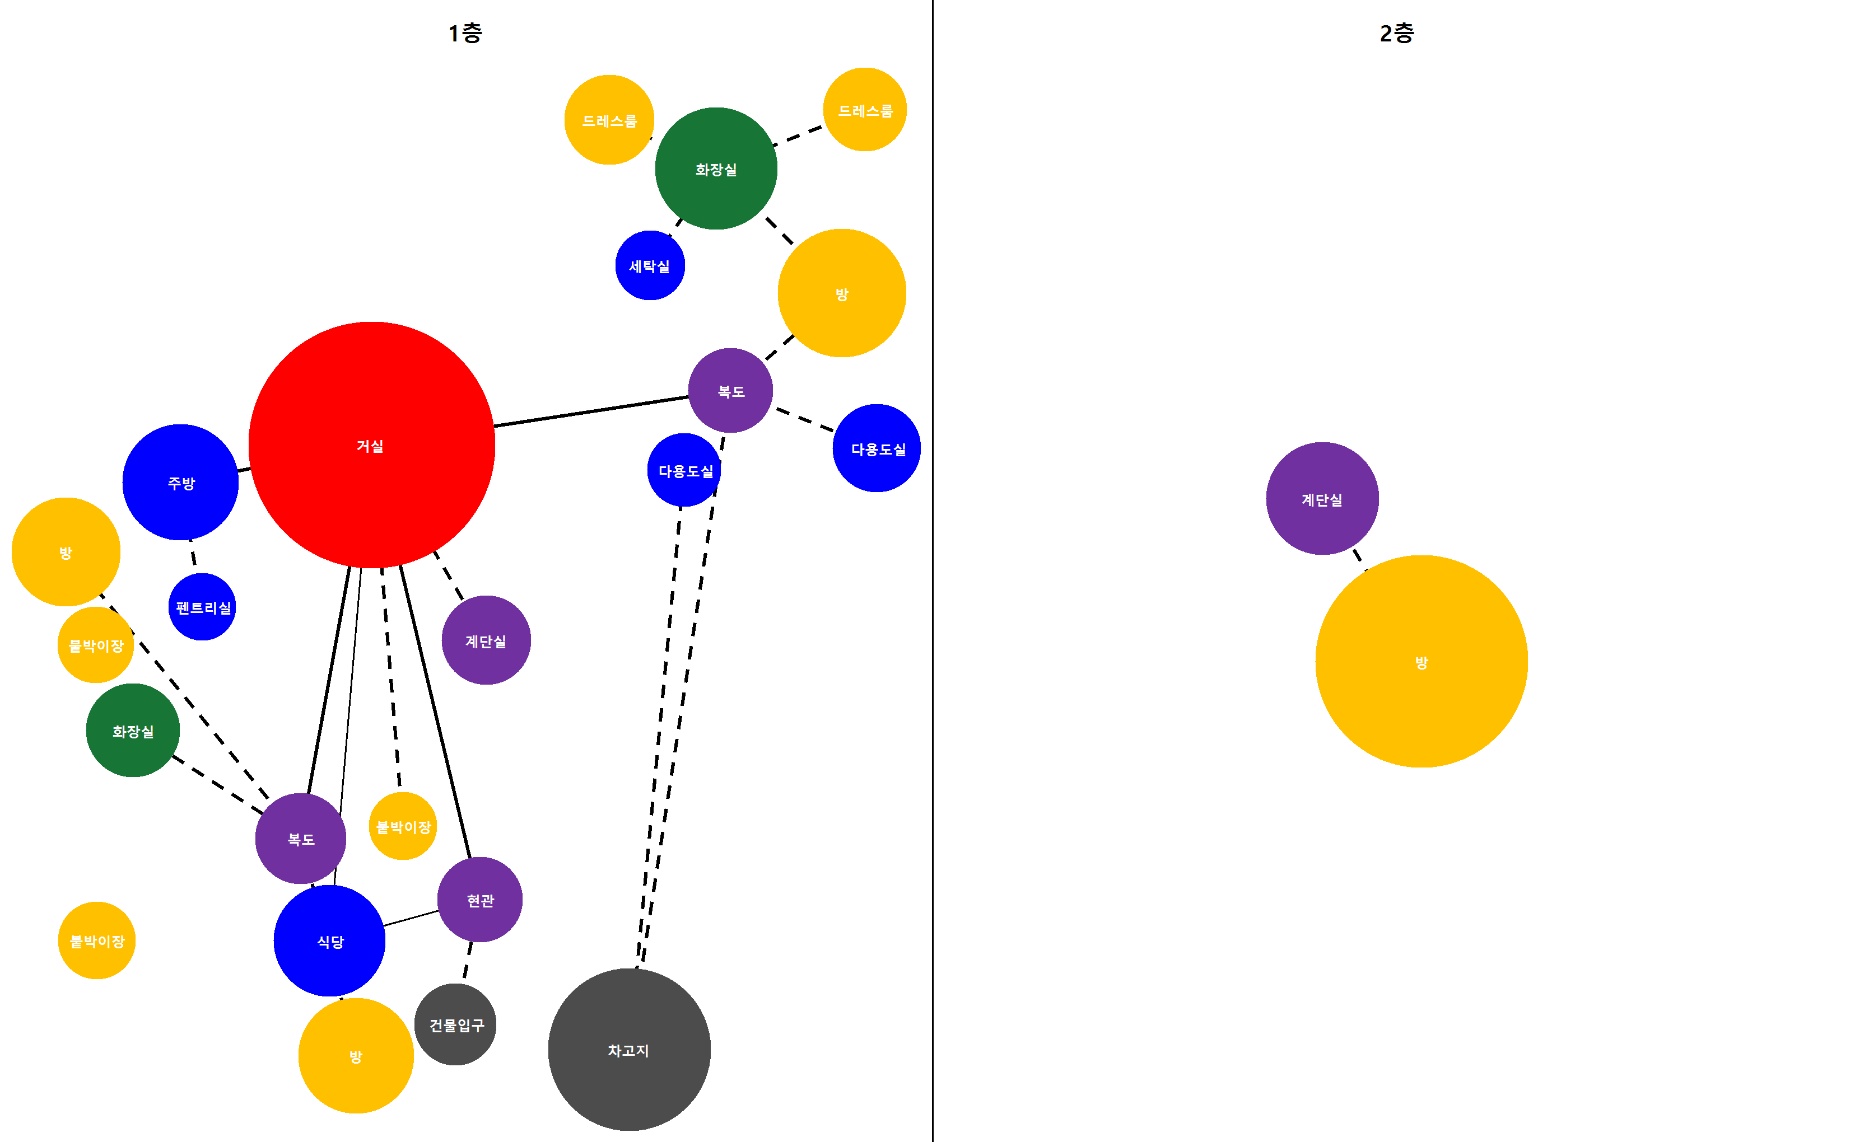 1층
2층
드레스룸
드레스룸
화장실
세탁실
방
복도
거실
다용도실
다용도실
주방
계단실
방
펜트리실
붙박이장
계단실
방
화장실
복도
붙박이장
현관
붙박이장
식당
건물입구
방
차고지